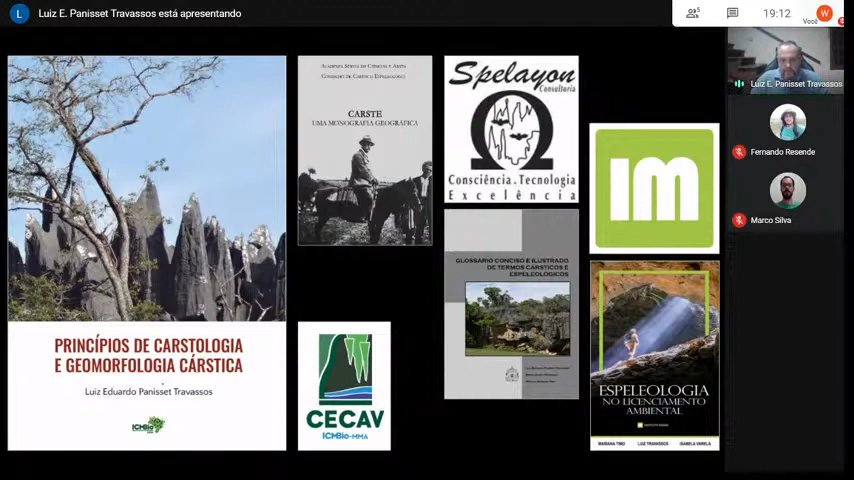 Luiz E. Panisset Travassos está apresentando
5
19:12
W
Você
Luiz E. Panisset Travassos
Fernando Resende
Marco Silva
PRINCÍPIOS DE CARSTOLOGIA
E GEOMORFOLOGIA CÁRSTICA
Luiz Eduardo Panisset Travassos
ICMBio
CARSTE
UMA MONOGRAFIA GEOGRÁFICA
CECAV
ICMBio-MMA
Spelayon
Consultoria
Consciência.Tecnologia
Excelência
GLOSSÁRIO CONCISO E ILUSTRADO
DE TERMOS CÁRSTICOS E
ESPELEOLÓGICOS
IM
ESPELEOLOGIA
NO LICENCIAMENTO
AMBIENTAL
MARIANA TIMO LUIZ TRAVASSOS ISABELA VARELA